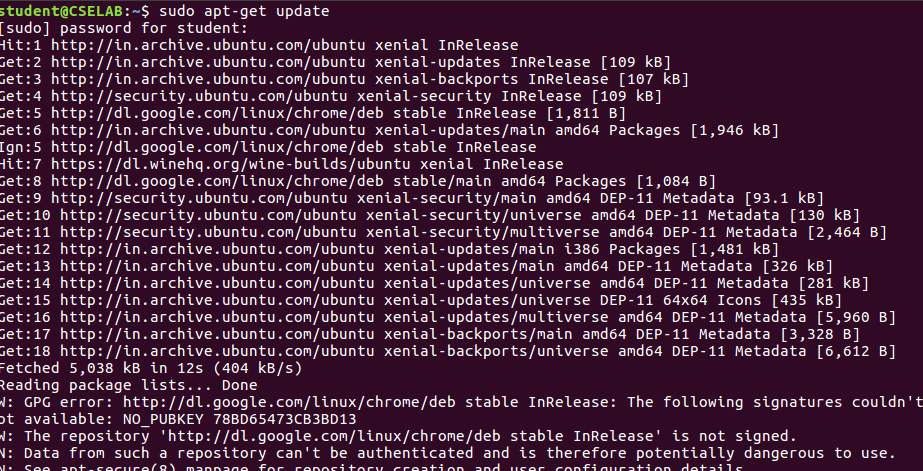 student@CSELAB:~$ sudo apt-get update
[sudo] password for student:
Hit:1 http://in.archive.ubuntu.com/ubuntu xenial InRelease
Get:2 http://in.archive.ubuntu.com/ubuntu xenial-updates InRelease [109 kB]
Get:3 http://in.archive.ubuntu.com/ubuntu xenial-backports InRelease [107 kB]
Get:4 http://security.ubuntu.com/ubuntu xenial-security InRelease [109 kB]
Get:5 http://dl.google.com/linux/chrome/deb stable InRelease [1,811 B]
Get:6 http://in.archive.ubuntu.com/ubuntu xenial-updates/main amd64 Packages [1,946 kB]
Ign:5 http://dl.google.com/linux/chrome/deb stable InRelease
Hit:7 https://dl.winehq.org/wine-builds/ubuntu xenial InRelease
Get:8 http://dl.google.com/linux/chrome/deb stable/main amd64 Packages [1,084 B]
Get:9 http://security.ubuntu.com/ubuntu xenial-security/main amd64 DEP-11 Metadata [93.1 kB]
Get:10 http://security.ubuntu.com/ubuntu xenial-security/universe amd64 DEP-11 Metadata [130 kB]
Get:11 http://security.ubuntu.com/ubuntu xenial-security/multiverse amd64 DEP-11 Metadata [2,464 B]
Get:12 http://in.archive.ubuntu.com/ubuntu xenial-updates/main i386 Packages [1,481 kB]
Get:13 http://in.archive.ubuntu.com/ubuntu xenial-updates/main amd64 DEP-11 Metadata [326 kB]
Get:14 http://in.archive.ubuntu.com/ubuntu xenial-updates/universe amd64 DEP-11 Metadata [281 kB]
Get:15 http://in.archive.ubuntu.com/ubuntu xenial-updates/universe DEP-11 64x64 Icons [435 kB]
Get:16 http://in.archive.ubuntu.com/ubuntu xenial-updates/multiverse amd64 DEP-11 Metadata [5,960 B]
Get:17 http://in.archive.ubuntu.com/ubuntu xenial-backports/main amd64 DEP-11 Metadata [3,328 B]
Get:18 http://in.archive.ubuntu.com/ubuntu xenial-backports/universe amd64 DEP-11 Metadata [6,612 B]
Fetched 5,038 kB in 12s (404 kB/s)
Reading package lists... Done
W: GPG error: http://dl.google.com/linux/chrome/deb stable InRelease: The following signatures couldn't
ot available: NO_PUBKEY 78BD65473CB3BD13
W: The repository 'http://dl.google.com/linux/chrome/deb stable InRelease' is not signed.
N: Data from such a repository can't be authenticated and is therefore potentially dangerous to use.
N: See apt-secure(8) manpage for repository creation and user configuration details.